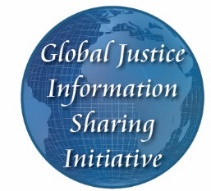 Global Justice
Information
Sharing
Initiative